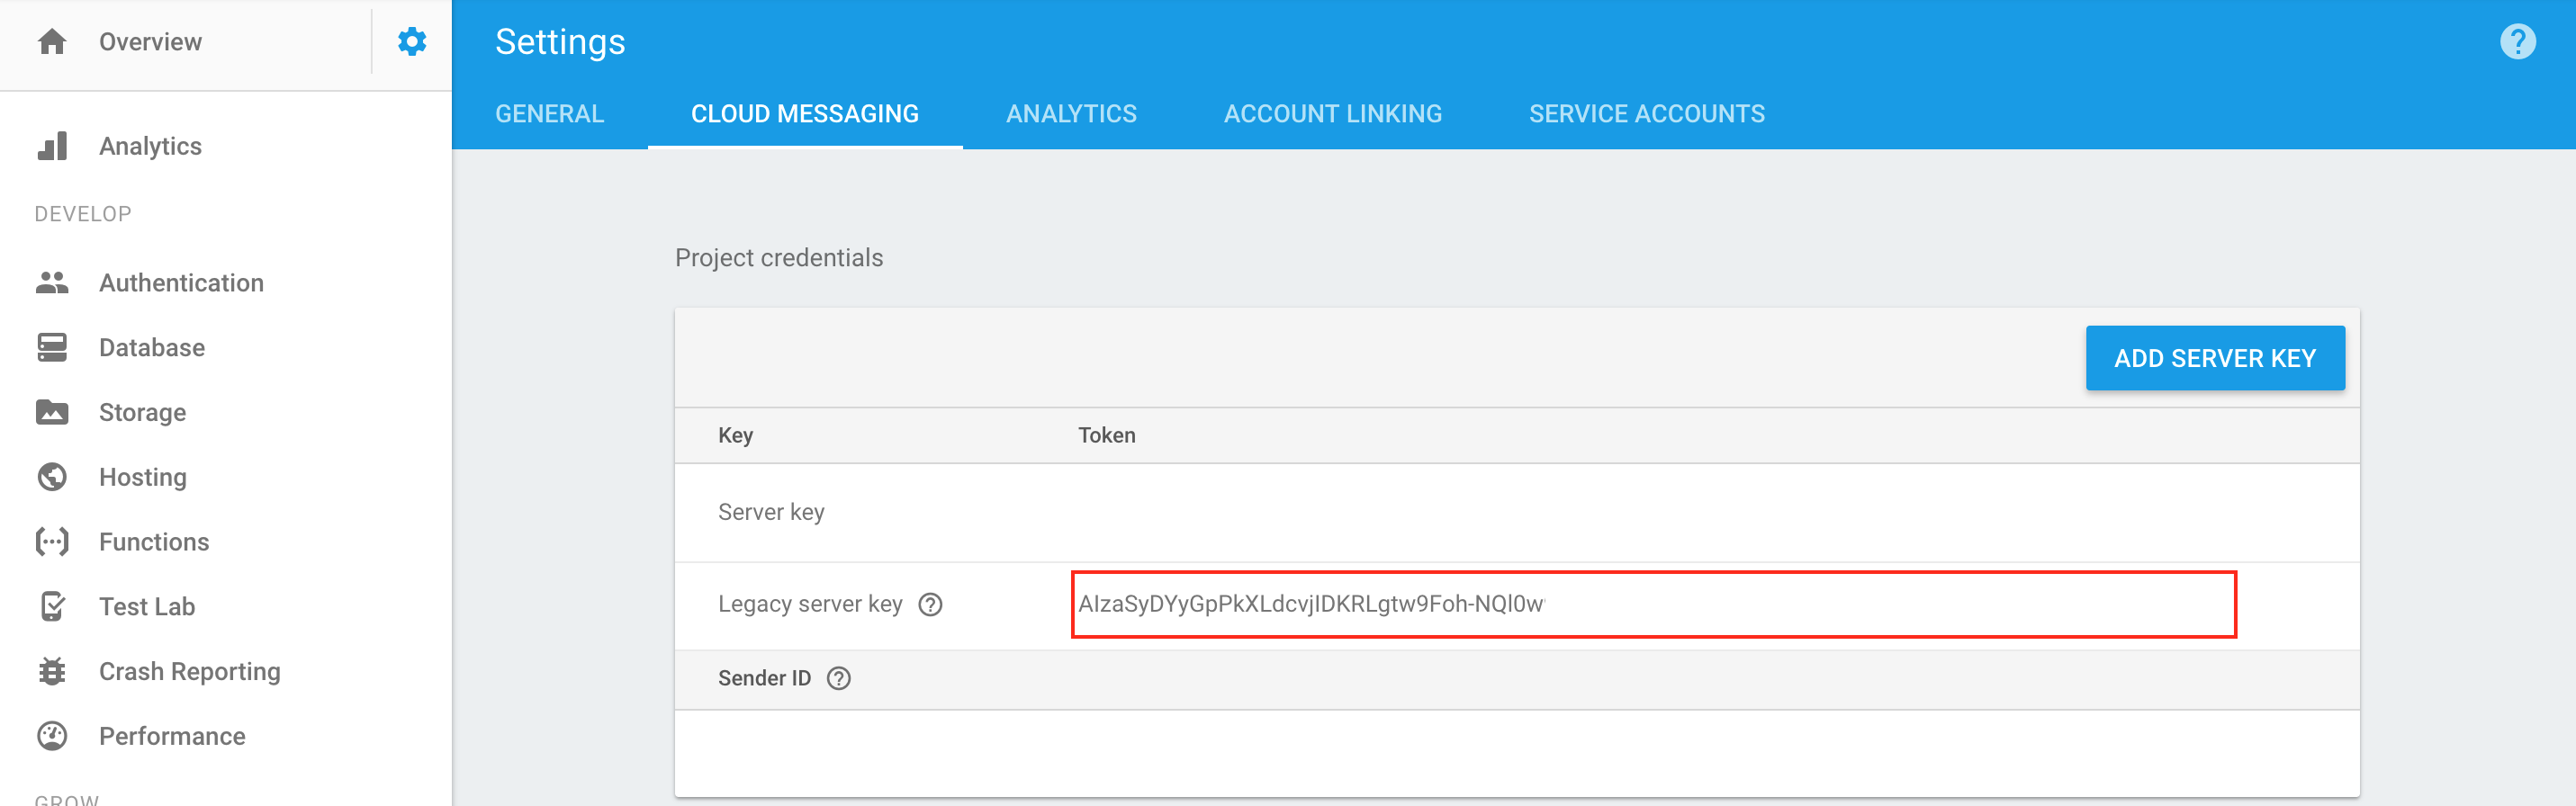 Overview
Analytics
DEVELOP
Authentication
Database
Storage
Hosting
Functions
Test Lab
Crash Reporting
Performance
GROW
Settings
GENERAL CLOUD MESSAGING ANALYTICS ACCOUNT LINKING SERVICE ACCOUNTS
Project credentials
ADD SERVER KEY
Key Token
Server key
Legacy server key AIzaSyDYyGpPkXLdcvjIDKRLgtw9Foh-NQl0w
Sender ID